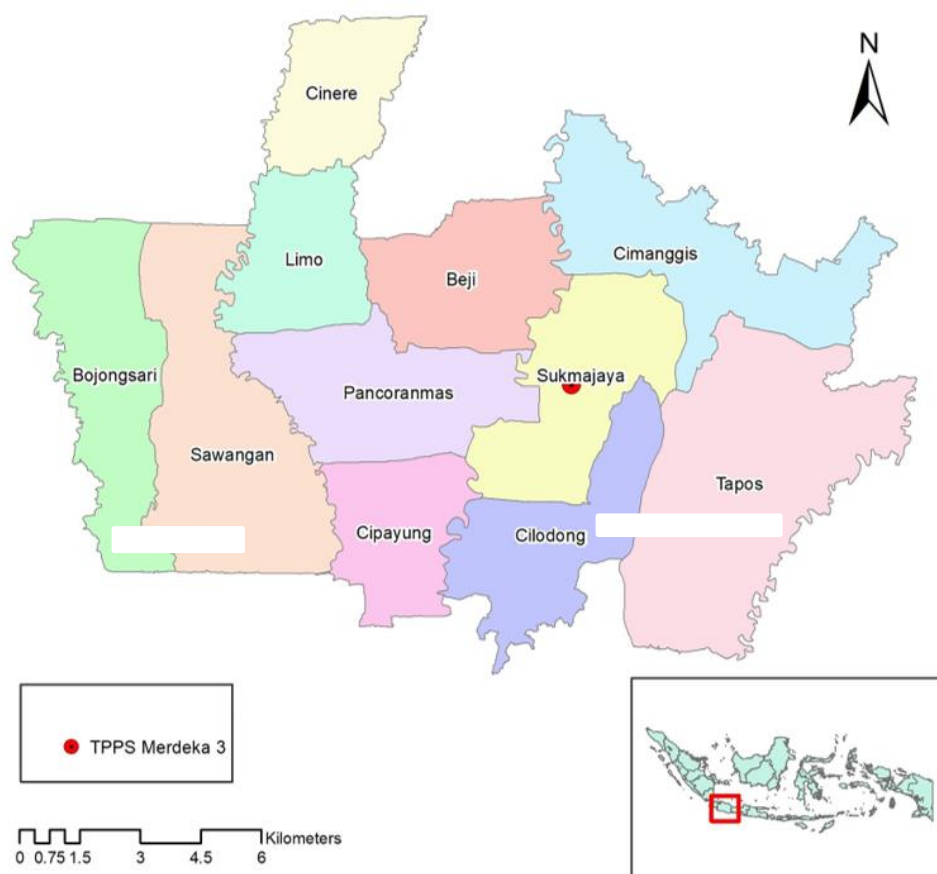 N
Cinere
Cimanggis
Limo
Beji
Bojongsari
Sukmajaya
Pancoranmas
Sawangan
Tapos
Cipayung
Cilodong
TPPS Merdeka 3
Kilometers
0 0.75 1.5 3 4.5 6